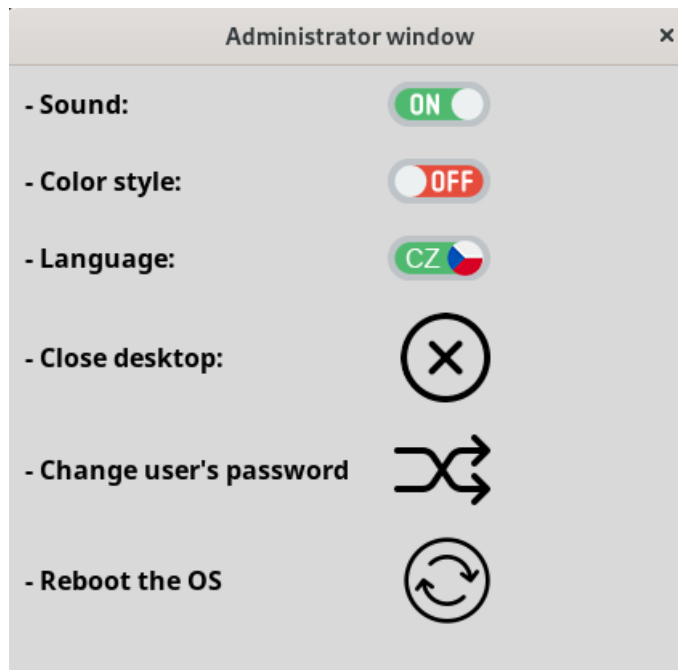 Administrator window
- Sound: ON
- Color style: OFF
- Language: CZ
- Close desktop:
- Change user's password
- Reboot the OS